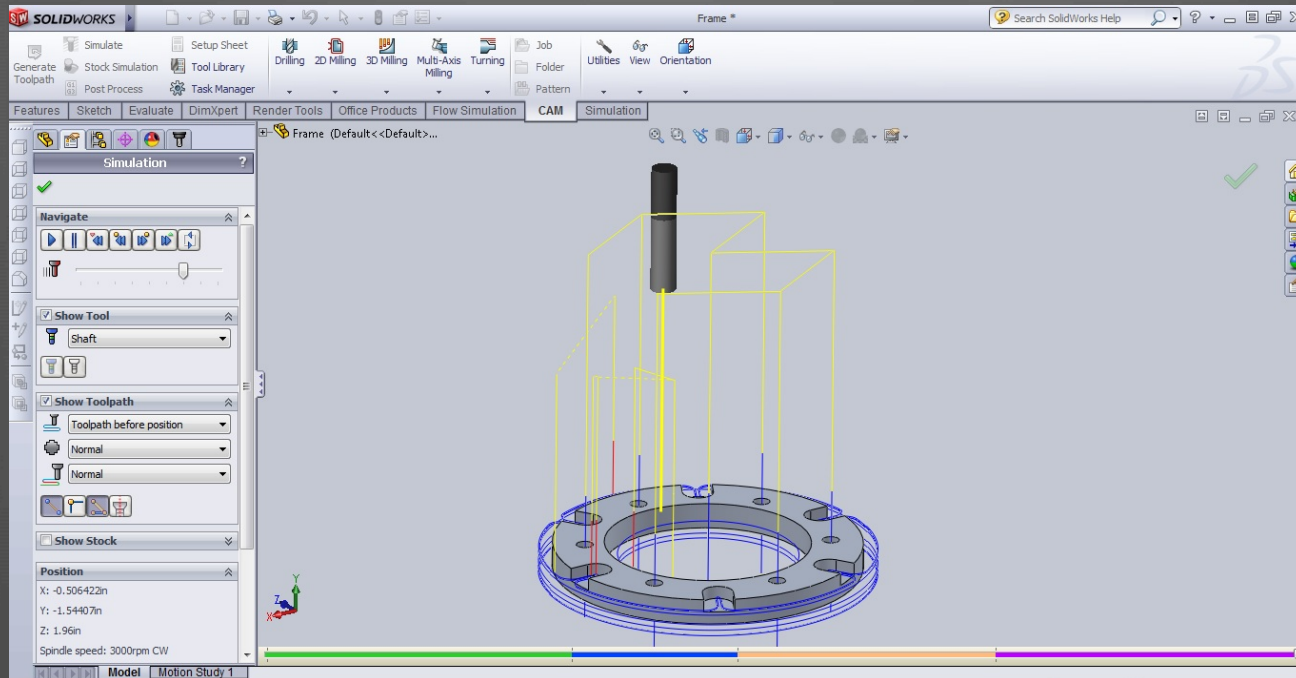 SW SOLIDWORKS
Frame *
Search SolidWorks Help
Generate Toolpath
Simulate
Stock Simulation
Post Process
Setup Sheet
Tool Library
Task Manager
Drilling
2D Milling
3D Milling
Multi-Axis Milling
Turning
Job
Folder
Pattern
Utilities
View
Orientation
Features
Sketch
Evaluate
DimXpert
Render Tools
Office Products
Flow Simulation
CAM
Simulation
Frame (Default<<Default>...
Simulation
?
Navigate
Show Tool
Shaft
Show Toolpath
Toolpath before position
Normal
Normal
Show Stock
Position
X: -0.506422in
Y: -1.54407in
Z: 1.96in
Spindle speed: 3000rpm CW
Y
Z
X
Model
Motion Study 1